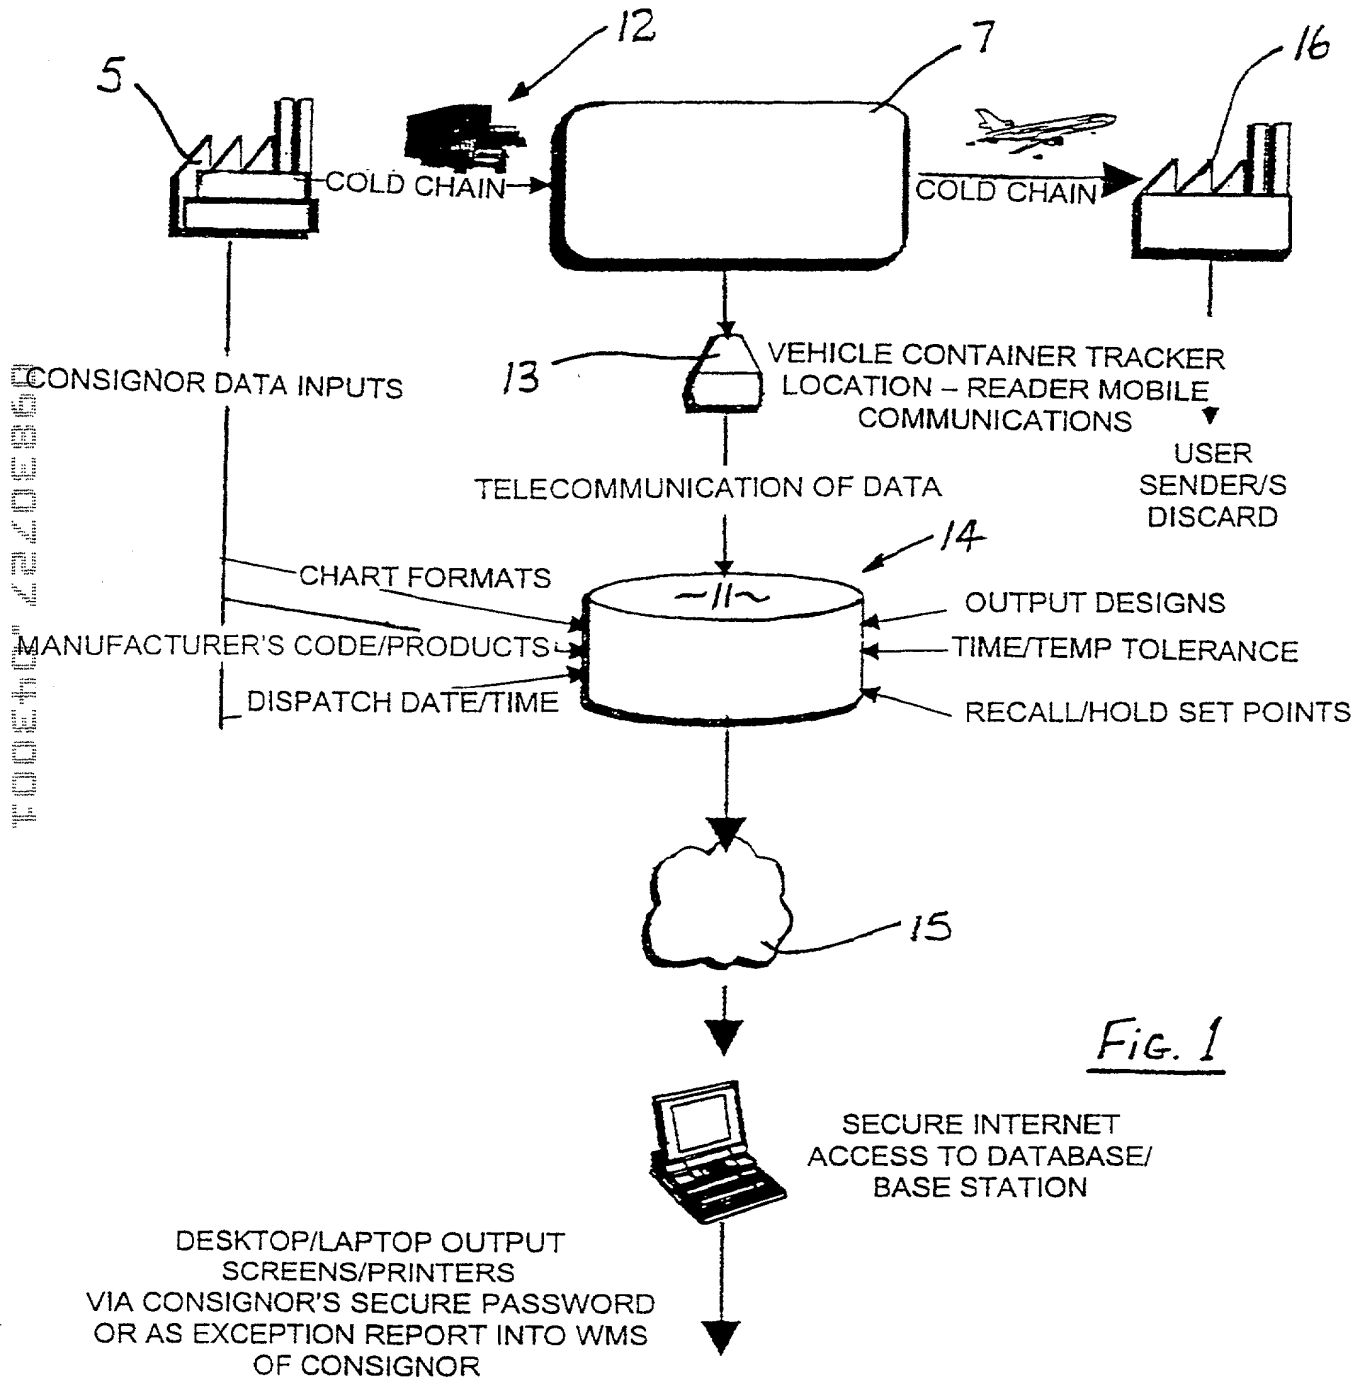 12
7
16
5
COLD CHAIN
COLD CHAIN
13
VEHICLE CONTAINER TRACKER
LOCATION – READER MOBILE
COMMUNICATIONS
CONSIGNOR DATA INPUTS
USER
SENDER/S
DISCARD
TELECOMMUNICATION OF DATA
14
~11~
CHART FORMATS
MANUFACTURER'S CODE/PRODUCTS
DISPATCH DATE/TIME
OUTPUT DESIGNS
TIME/TEMP TOLERANCE
RECALL/HOLD SET POINTS
15
FIG. 1
SECURE INTERNET
ACCESS TO DATABASE/
BASE STATION
DESKTOP/LAPTOP OUTPUT
SCREENS/PRINTERS
VIA CONSIGNOR'S SECURE PASSWORD
OR AS EXCEPTION REPORT INTO WMS
OF CONSIGNOR